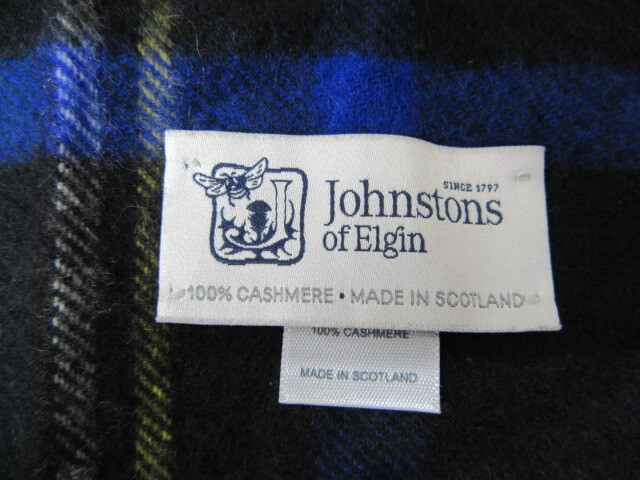 SINCE 1797
Johnstons
of Elgin
100% CASHMERE • MADE IN SCOTLAND
100% CASHMERE
MADE IN SCOTLAND